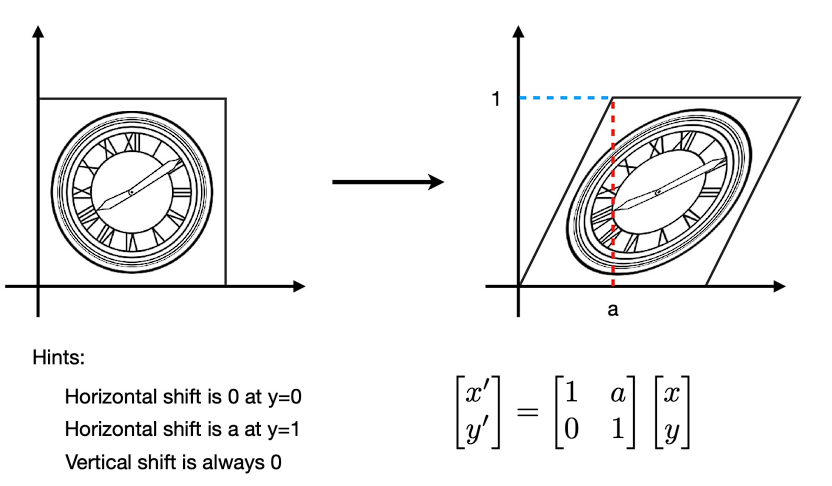 1
a
Hints:
Horizontal shift is 0 at y=0
Horizontal shift is a at y=1
Vertical shift is always 0
[x′ y′] = [1 a 0 1] [x y]